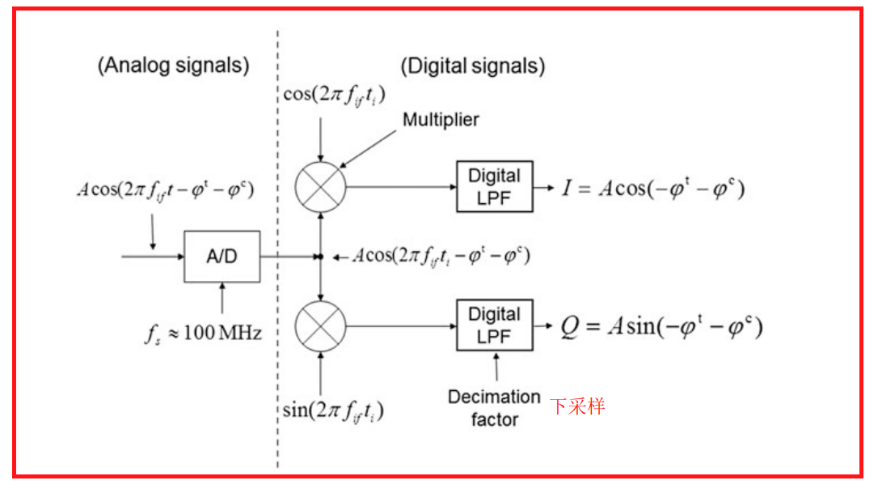 (Analog signals)
(Digital signals)
cos(2π f_if t_i)
Multiplier
A cos(2π f_if t − φ^t − φ^c)
Digital
LPF
I = A cos(−φ^t − φ^c)
A/D
A cos(2π f_if t_i − φ^t − φ^c)
f_s ≈ 100 MHz
Digital
LPF
Q = A sin(−φ^t − φ^c)
sin(2π f_if t_i)
Decimation
factor
下采样